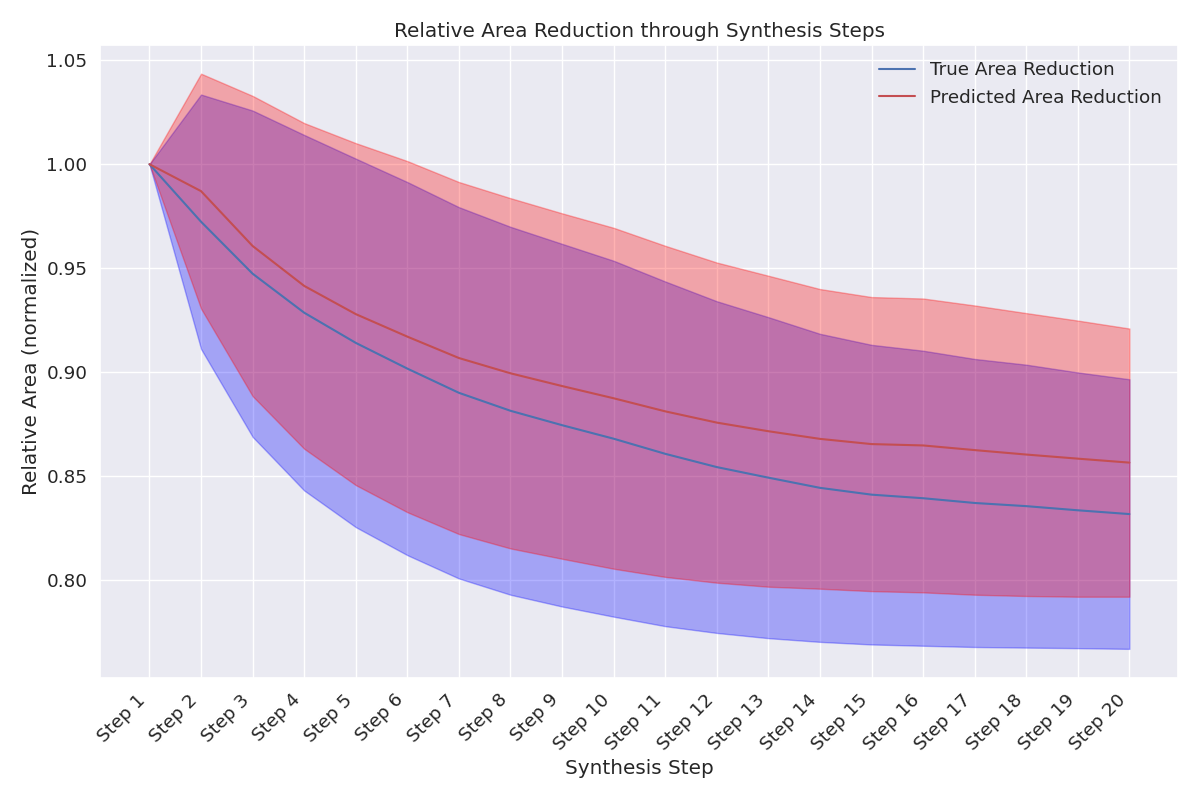 Relative Area Reduction through Synthesis Steps
True Area Reduction
Predicted Area Reduction
Relative Area (normalized)
1.05
1.00
0.95
0.90
0.85
0.80
Step 1
Step 2
Step 3
Step 4
Step 5
Step 6
Step 7
Step 8
Step 9
Step 10
Step 11
Step 12
Step 13
Step 14
Step 15
Step 16
Step 17
Step 18
Step 19
Step 20
Synthesis Step